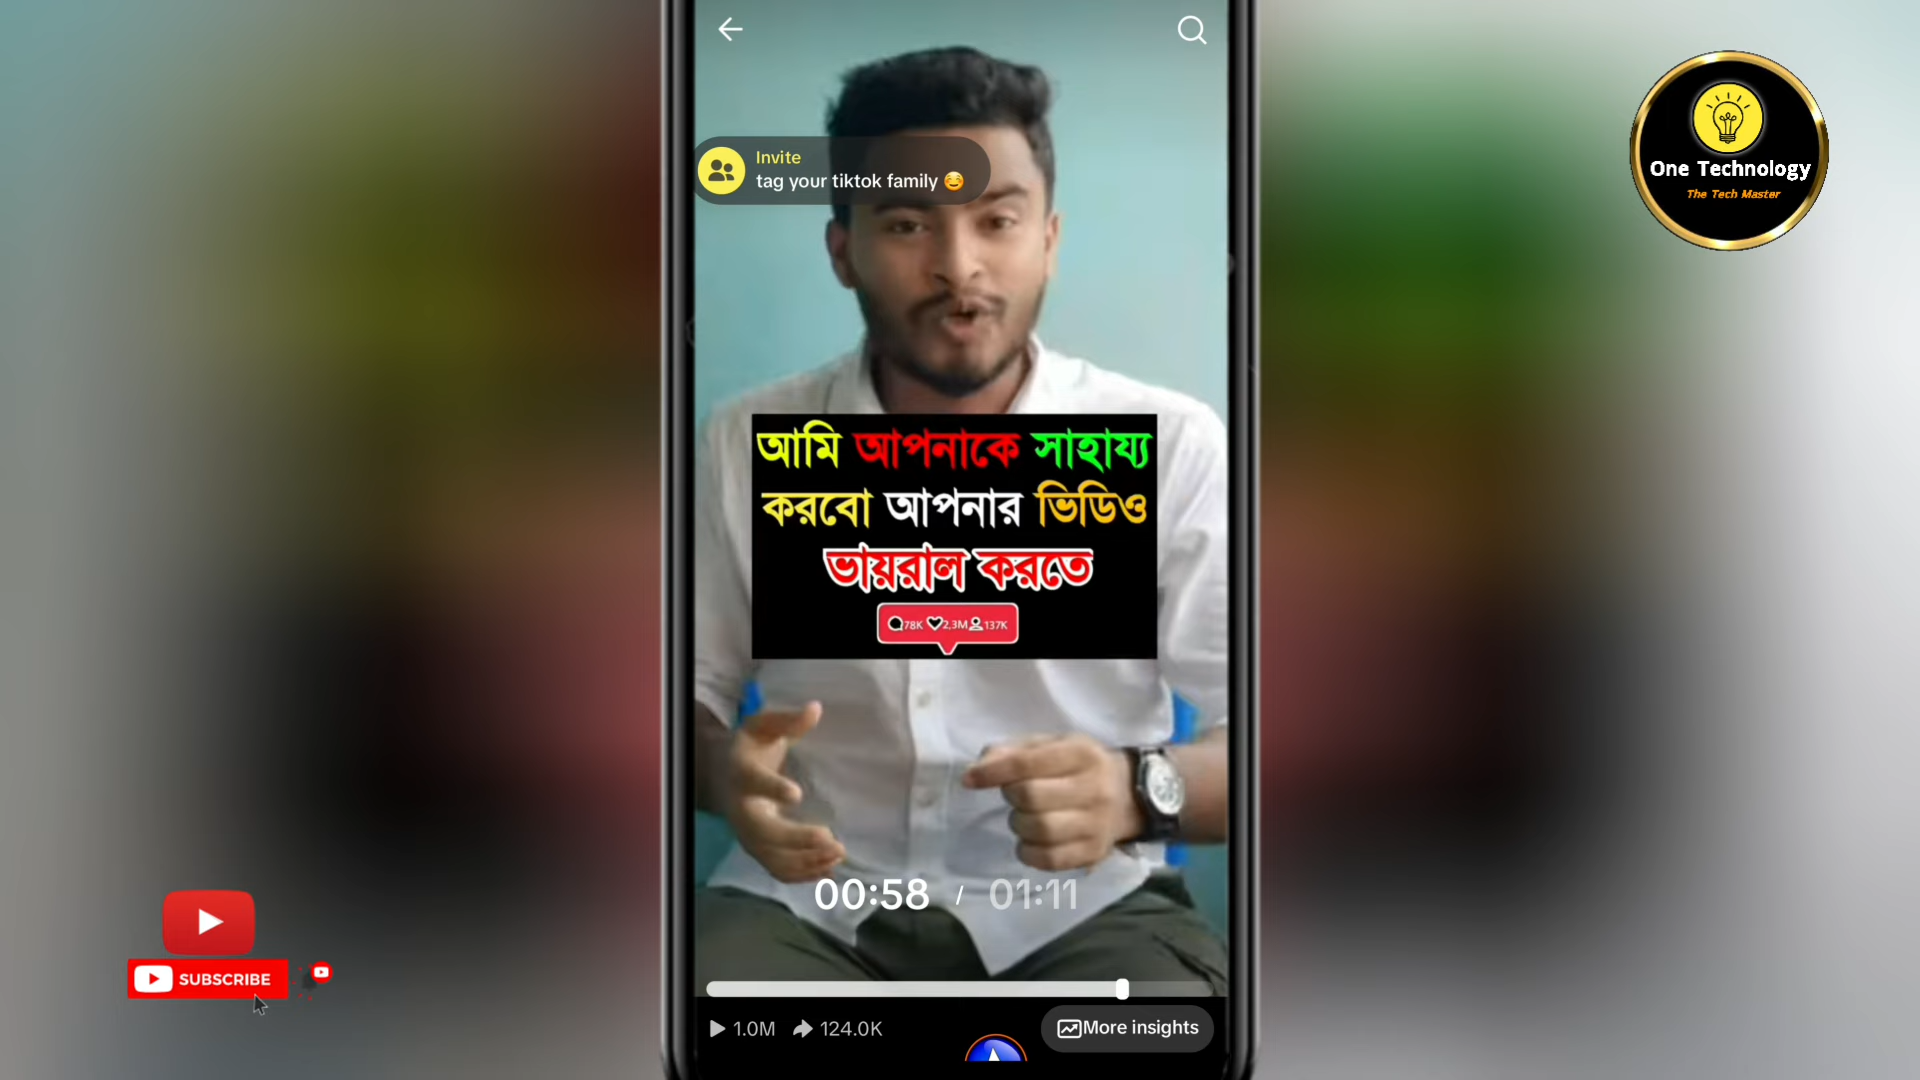 Invite
tag your tiktok family
One Technology
The Tech Master
আমি আপনাকে সাহায্য
করবো আপনার ভিডিও
ভায়রাল করতে
78K 2,3M 137K
00:58 / 01:11
SUBSCRIBE
1.0M 124.0K More insights